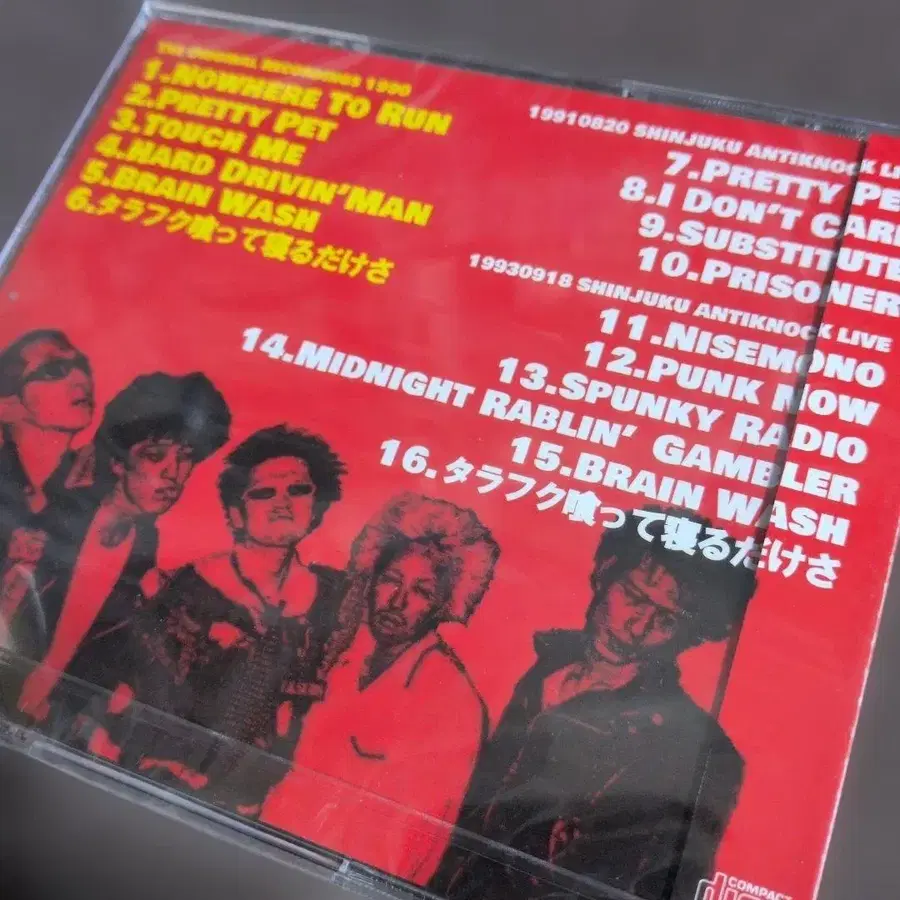 THE ORIGINAL RECORDINGS 1990
1.NOWHERE TO RUN
2.PRETTY PET
3.TOUCH ME
4.HARD DRIVIN'MAN
5.BRAIN WASH
6.タラフク喰って寝るだけさ
19910820 SHINJUKU ANTIKNOCK LI
7.PRETTY PE
8.I DON'T CAR
9.SUBSTITUTE
10.PRISONER
19930918 SHINJUKU ANTIKNOCK LIVE
11.NISEMONO
12.PUNK NOW
13.SPUNKY RADIO
14.MIDNIGHT RABLIN' GAMBLER
15.BRAIN WASH
16.タラフク喰って寝るだけさ
COMPACT